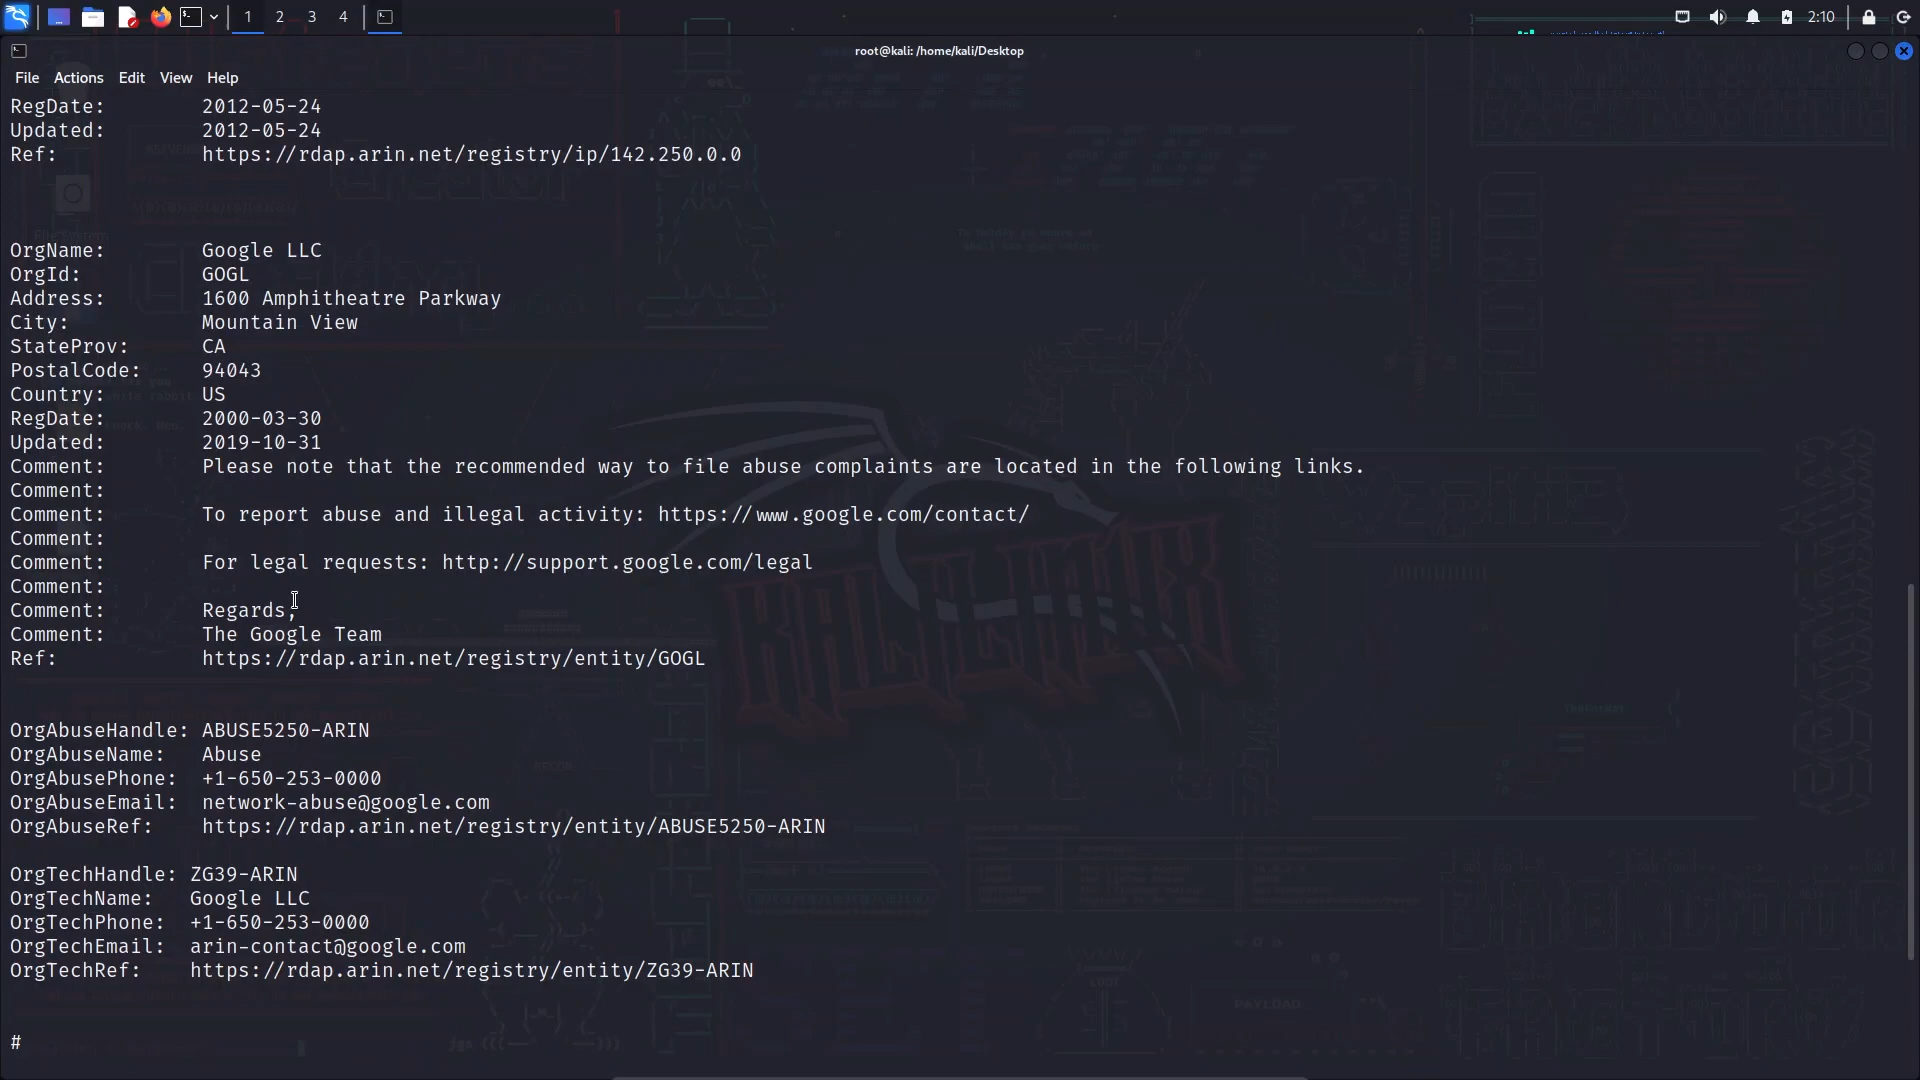 1 2 3 4
2:10
root@kali: /home/kali/Desktop
File Actions Edit View Help
RegDate: 2012-05-24
Updated: 2012-05-24
Ref: https://rdap.arin.net/registry/ip/142.250.0.0
OrgName: Google LLC
OrgId: GOGL
Address: 1600 Amphitheatre Parkway
City: Mountain View
StateProv: CA
PostalCode: 94043
Country: US
RegDate: 2000-03-30
Updated: 2019-10-31
Comment: Please note that the recommended way to file abuse complaints are located in the following links.
Comment:
Comment: To report abuse and illegal activity: https://www.google.com/contact/
Comment:
Comment: For legal requests: http://support.google.com/legal
Comment:
Comment: Regards,
Comment: The Google Team
Ref: https://rdap.arin.net/registry/entity/GOGL
OrgAbuseHandle: ABUSE5250-ARIN
OrgAbuseName: Abuse
OrgAbusePhone: +1-650-253-0000
OrgAbuseEmail: network-abuse@google.com
OrgAbuseRef: https://rdap.arin.net/registry/entity/ABUSE5250-ARIN
OrgTechHandle: ZG39-ARIN
OrgTechName: Google LLC
OrgTechPhone: +1-650-253-0000
OrgTechEmail: arin-contact@google.com
OrgTechRef: https://rdap.arin.net/registry/entity/ZG39-ARIN
#
KALI LINUX
PAYLOAD